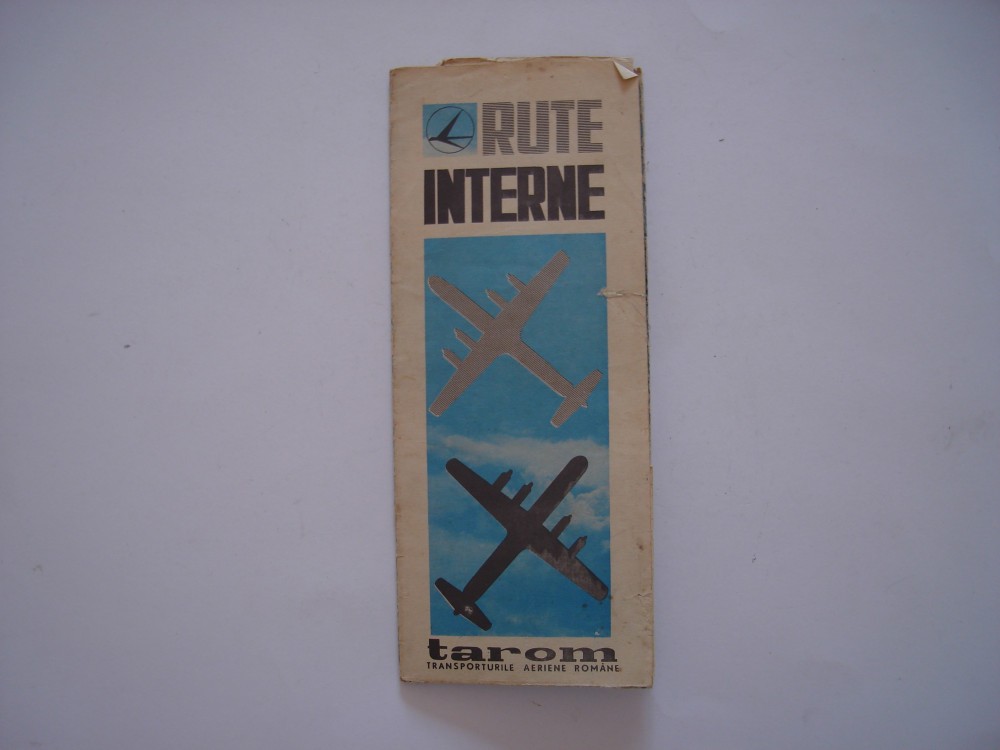 RUTE
INTERNE
tarom
TRANSPORTURILE AERIENE ROMÂNE